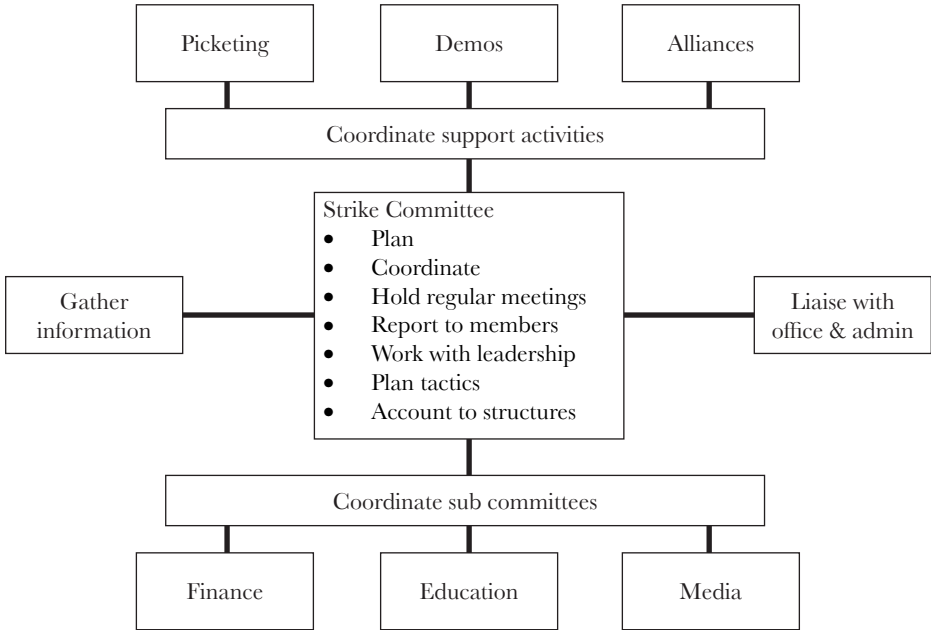 Picketing
Demos
Alliances
Coordinate support activities
Strike Committee
• Plan
• Coordinate
• Hold regular meetings
• Report to members
• Work with leadership
• Plan tactics
• Account to structures
Gather
information
Liaise with
office & admin
Coordinate sub committees
Finance
Education
Media